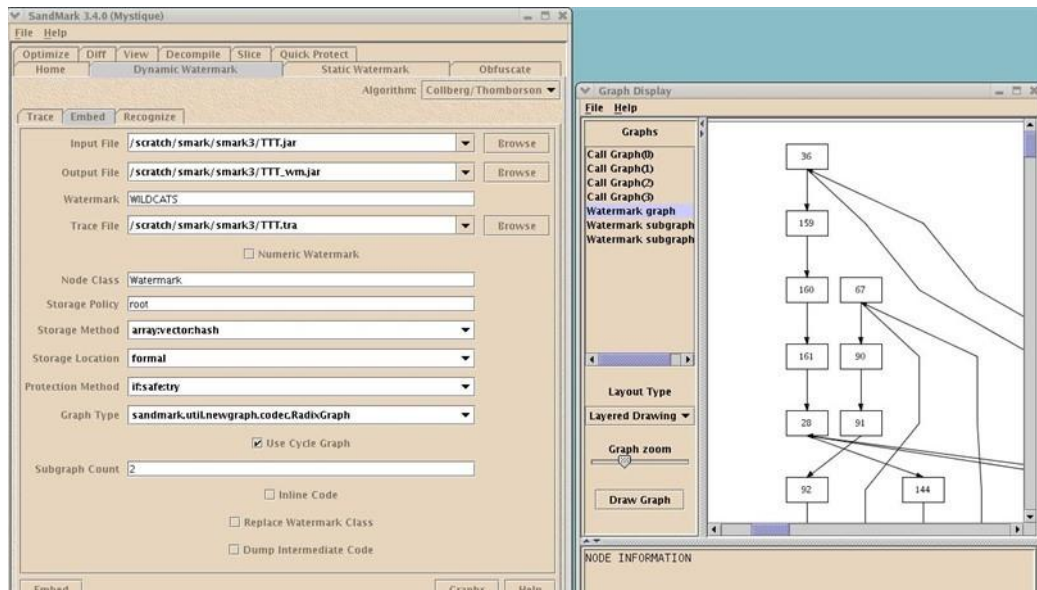 SandMark 3.4.0 (Mystique)
File Help
Optimize Diff View Decompile Slice Quick Protect
Home Dynamic Watermark Static Watermark Obfuscate
Algorithm: Collberg/Thomborson
Trace Embed Recognize
Input File /scratch/smark/smark3/TTT.jar Browse
Output File /scratch/smark/smark3/TTT_wm.jar Browse
Watermark WILDCATS
Trace File /scratch/smark/smark3/TTT.tra Browse
Numeric Watermark
Node Class Watermark
Storage Policy root
Storage Method array:vector:hash
Storage Location formal
Protection Method if:safe:try
Graph Type sandmark.util.newgraph.codec.RadixGraph
Use Cycle Graph
Subgraph Count 2
Inline Code
Replace Watermark Class
Dump Intermediate Code
Embed Graphs Help
Graph Display
File Help
Graphs
Call Graph(0)
Call Graph(1)
Call Graph(2)
Call Graph(3)
Watermark graph
Watermark subgraph
Watermark subgraph
Layout Type
Layered Drawing
Graph zoom
Draw Graph
36
159
160 67
161 90
28 91
92 144
NODE INFORMATION